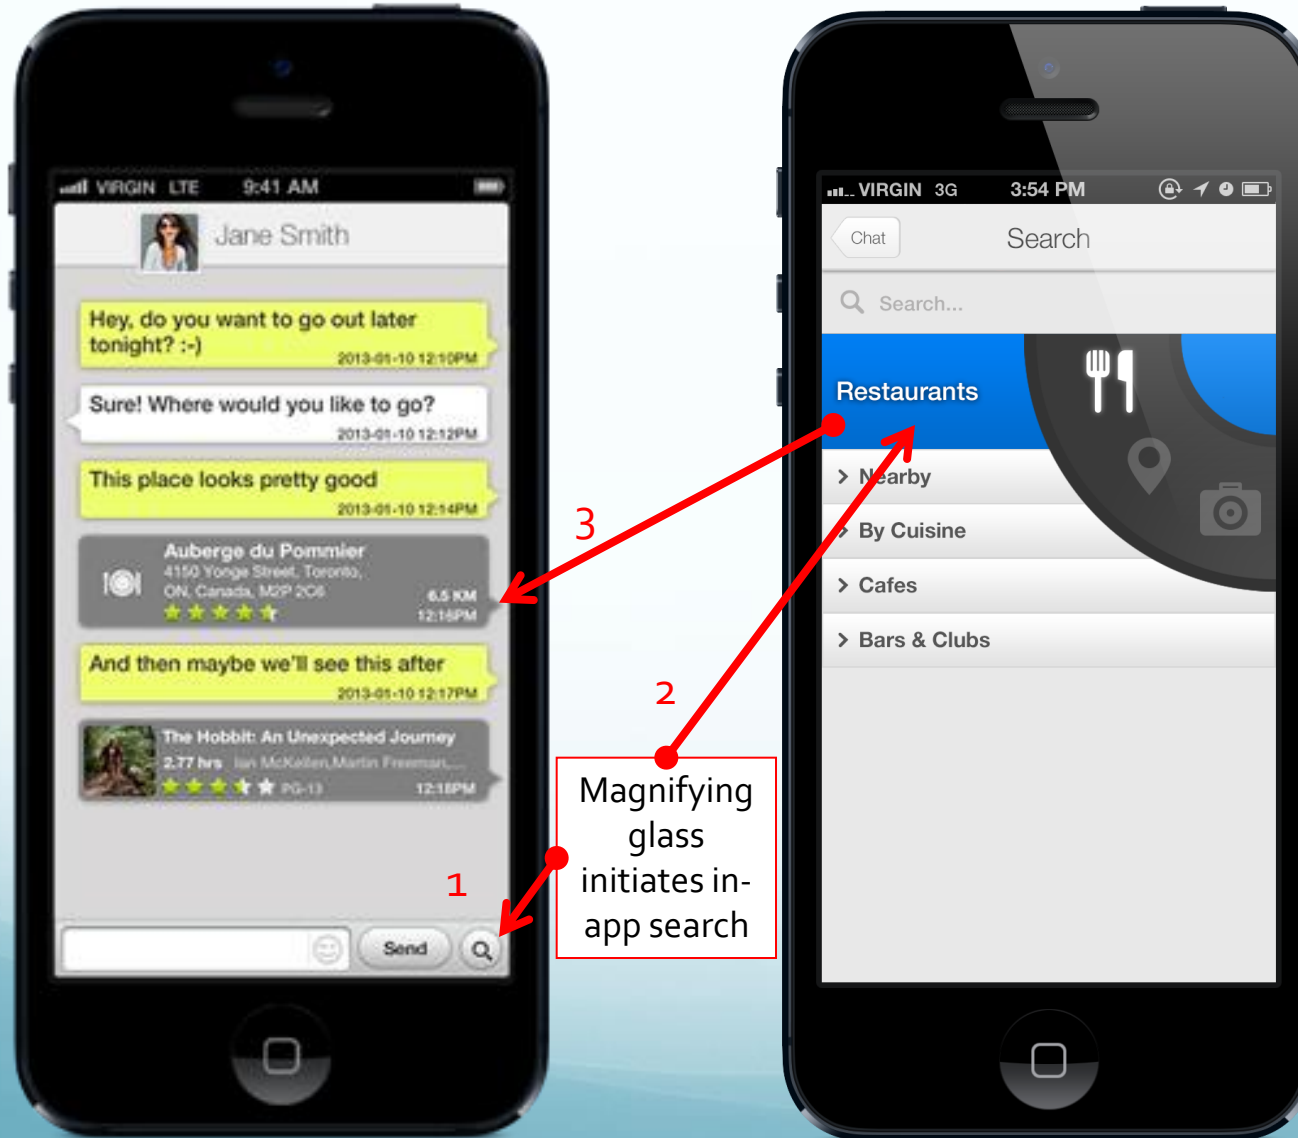 VIRGIN LTE 9:41 AM
Jane Smith
Hey, do you want to go out later
tonight? :-)
2013-01-10 12:10PM
Sure! Where would you like to go?
2013-01-10 12:12PM
This place looks pretty good
2013-01-10 12:14PM
Auberge du Pommier
4150 Yonge Street, Toronto,
ON, Canada, M2P 2C6
6.5 KM
12:16PM
And then maybe we'll see this after
2013-01-10 12:17PM
The Hobbit: An Unexpected Journey
2.77 hrs Ian McKellen,Martin Freeman,...
PG-13
12:18PM
Send
1
2
3
Magnifying
glass
initiates in-
app search
VIRGIN 3G 3:54 PM
Chat
Search
Search...
Restaurants
> Nearby
> By Cuisine
> Cafes
> Bars & Clubs